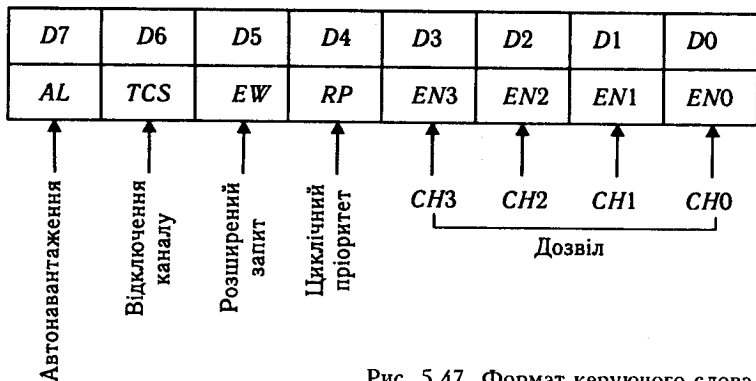 D7 D6 D5 D4 D3 D2 D1 D0
AL TCS EW RP EN3 EN2 EN1 EN0
Автонавантаження
Відключення
каналу
Розширений
запит
Циклічний
пріоритет
CH3 CH2 CH1 CH0
Дозвіл
Рис. 5.47. Формат керуючого слова